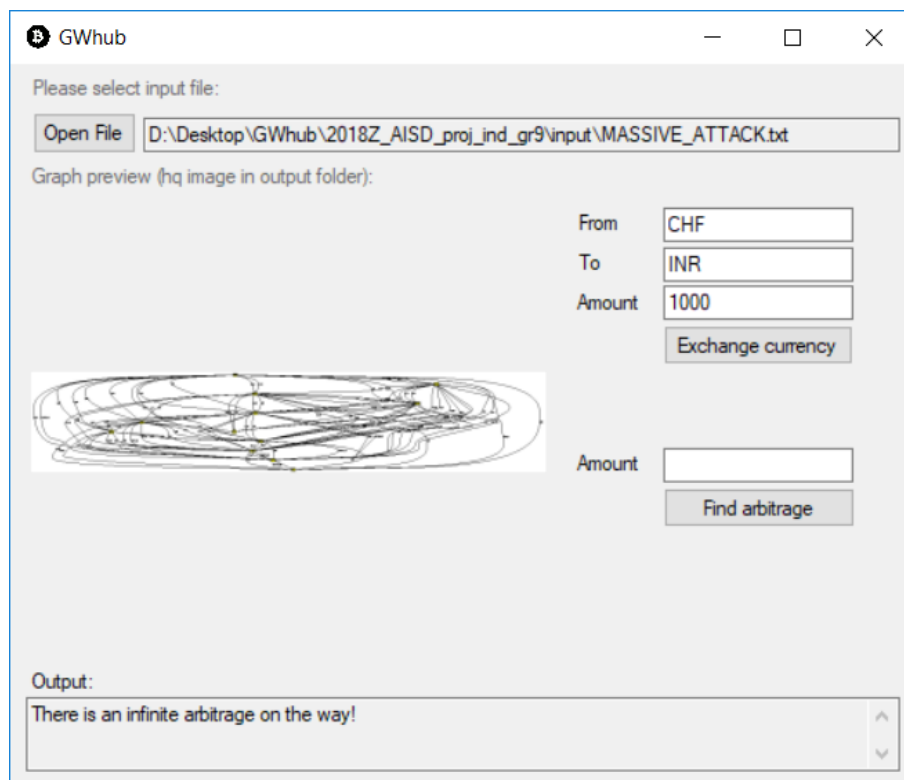 GWhub
Please select input file:
Open File D:\Desktop\GWhub\2018Z_AISD_proj_ind_gr9\input\MASSIVE_ATTACK.txt
Graph preview (hq image in output folder):
From CHF
To INR
Amount 1000
Exchange currency
Amount
Find arbitrage
Output:
There is an infinite arbitrage on the way!